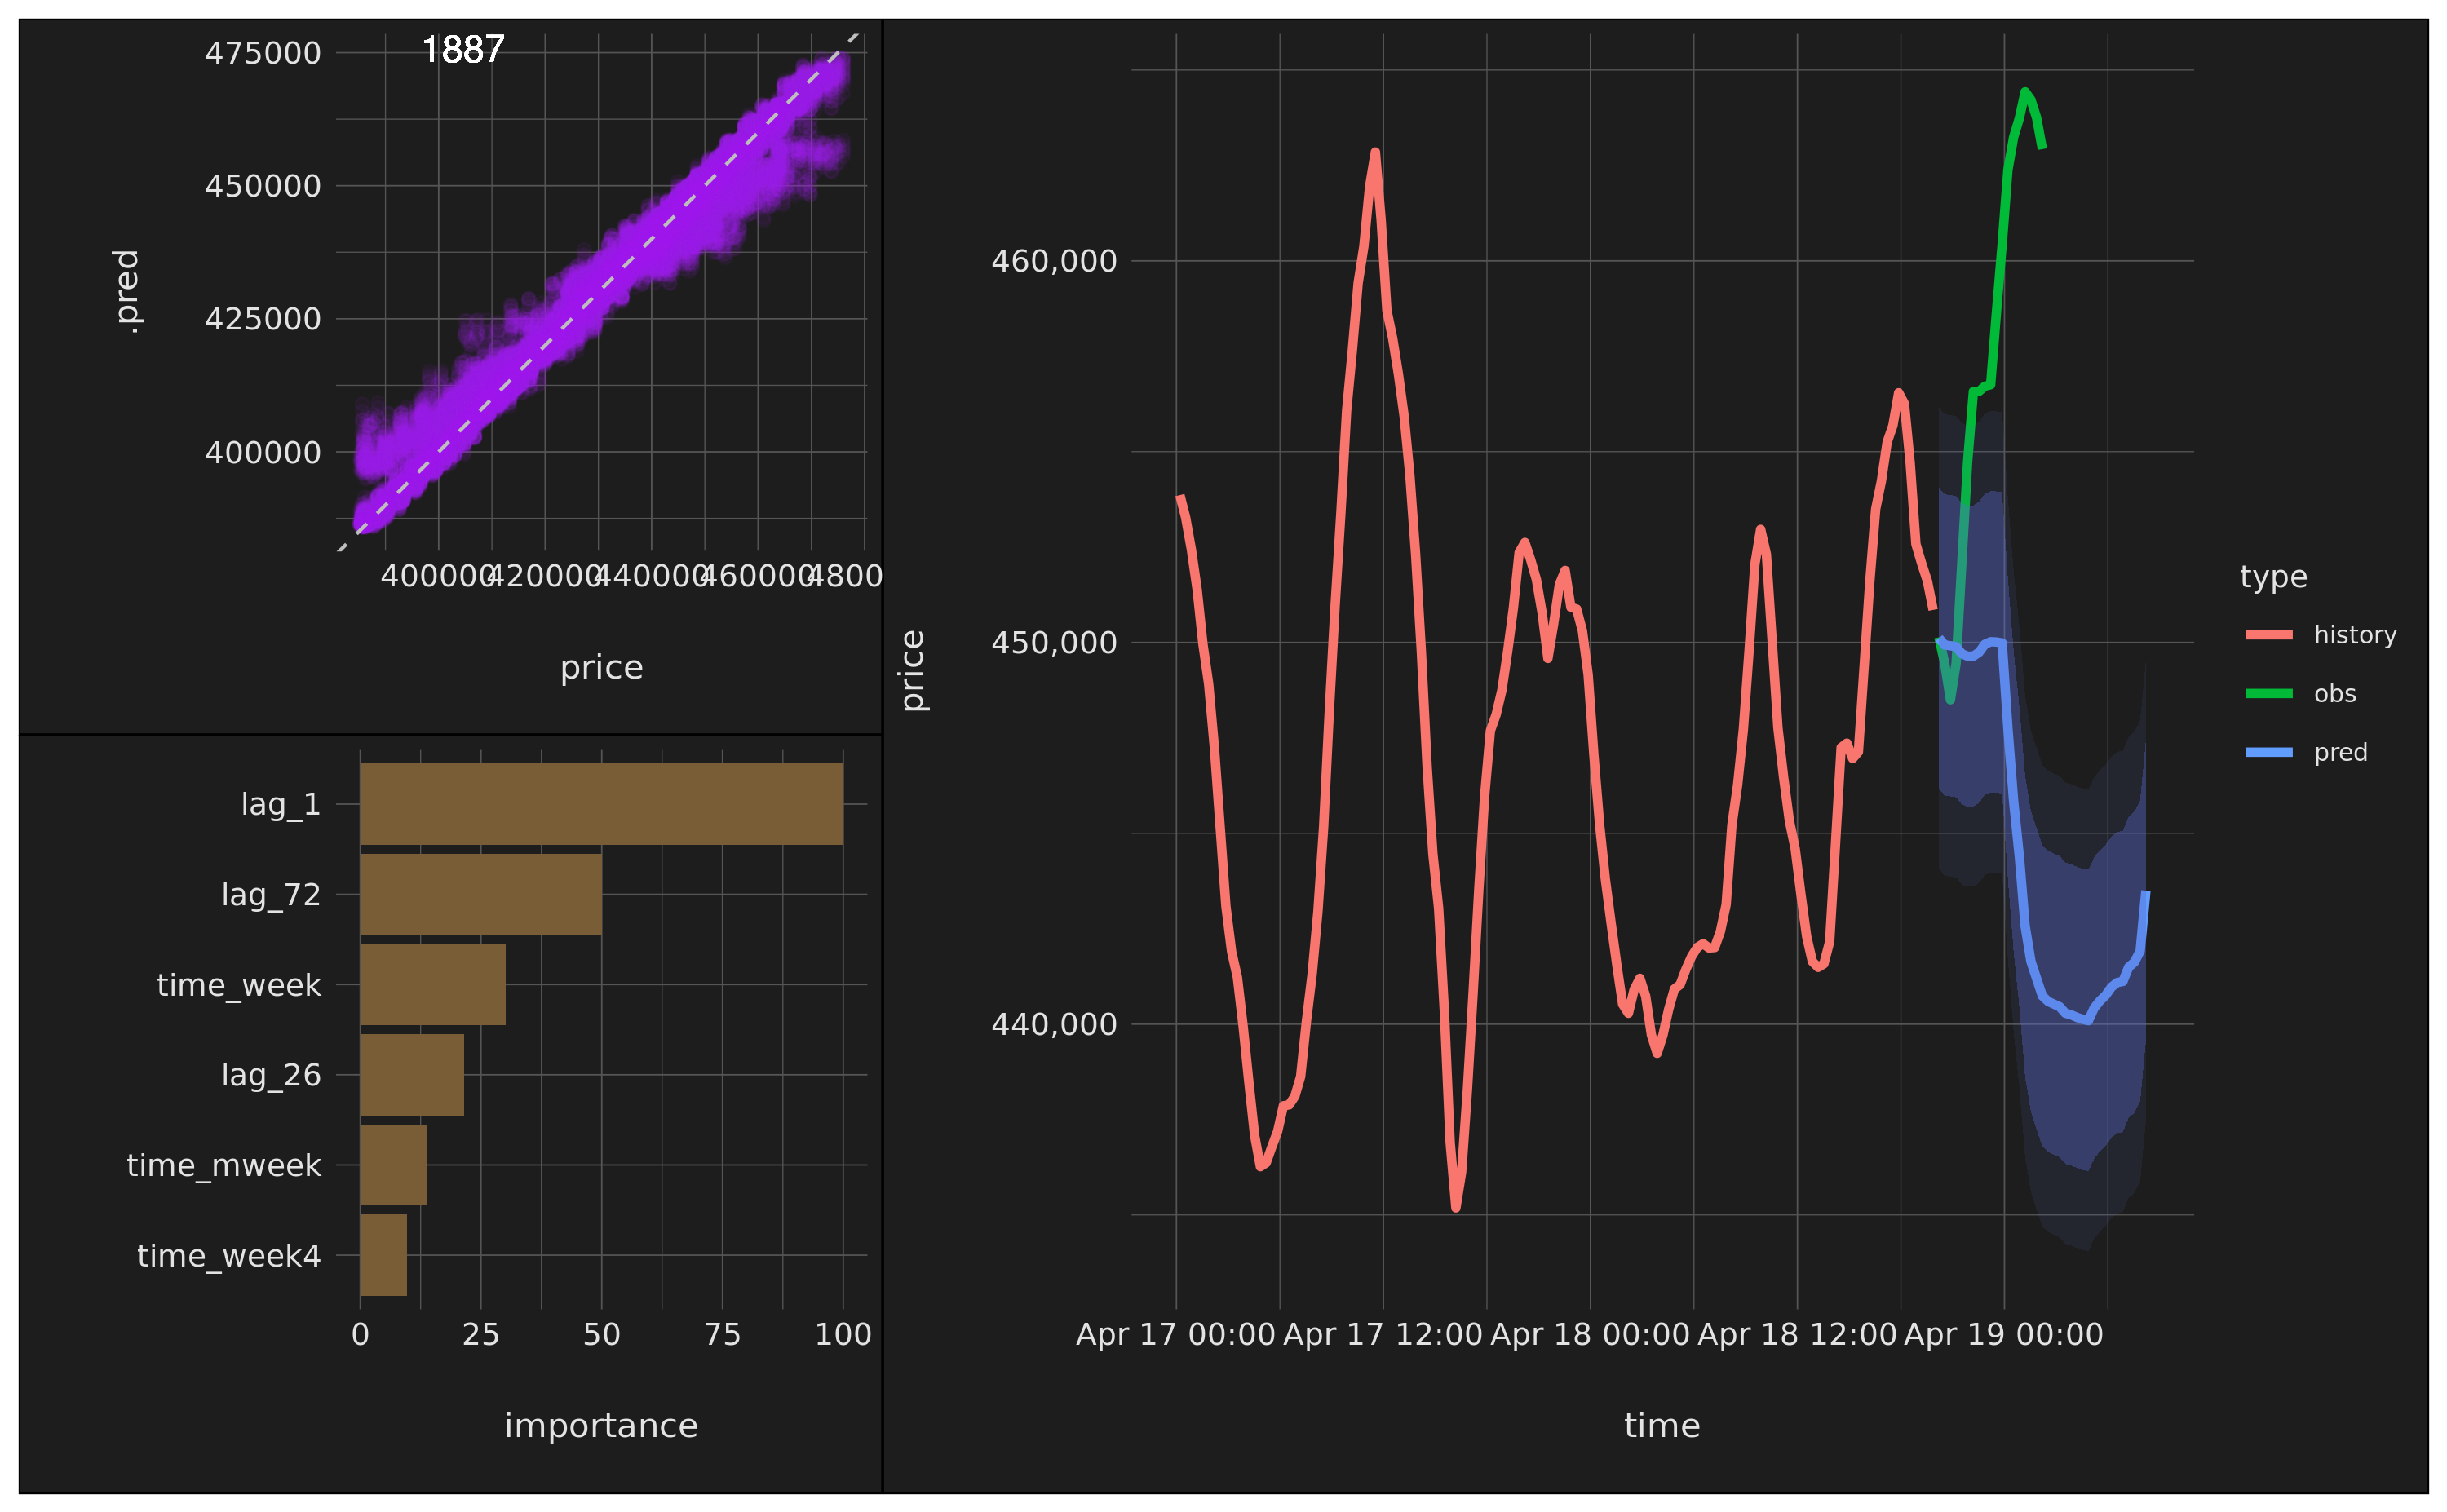 1887
475000
450000
425000
400000
.pred
400000 420000 440000 460000 4800
price
lag_1
lag_72
time_week
lag_26
time_mweek
time_week4
0 25 50 75 100
importance
460,000
450,000
440,000
price
Apr 17 00:00 Apr 17 12:00 Apr 18 00:00 Apr 18 12:00 Apr 19 00:00
time
type
history
obs
pred